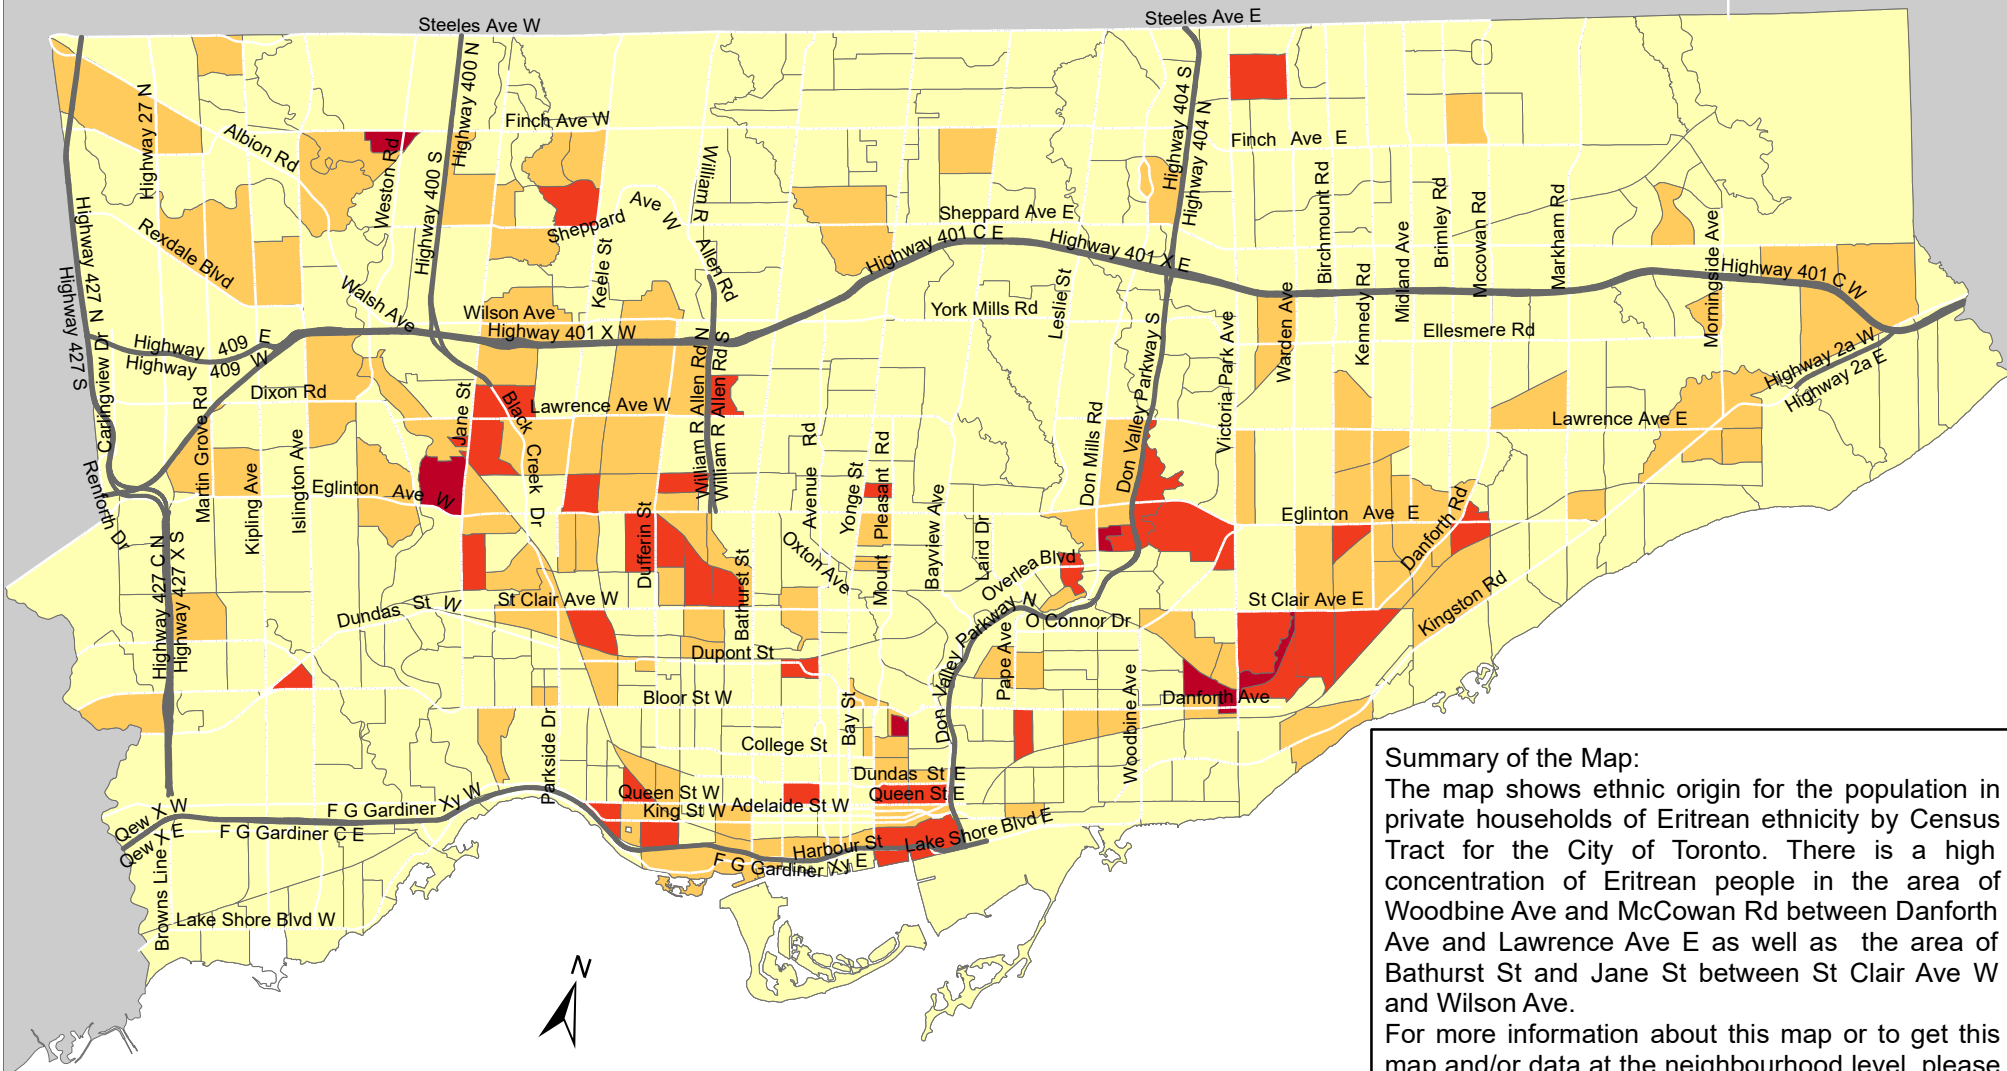 Steeles Ave W
Steeles Ave E
Highway 400 N
Highway 404 S
Highway 404 N
Highway 27 N
Finch Ave W
Finch Ave E
Albion Rd
Weston Rd
Highway 400 S
William R
Allen Rd
Sheppard Ave W
Sheppard Ave E
Keele St
Highway 427 N
Highway 427 S
Rexdale Blvd
Walsh Ave
Highway 401 C E
Highway 401 X E
Leslie St
York Mills Rd
Birchmount Rd
Kennedy Rd
Midland Ave
Brimley Rd
Mccowan Rd
Markham Rd
Morningside Ave
Highway 401 C W
Wilson Ave
Highway 401 X W
Highway 409 E
Highway 409 W
Carlingview Dr
Dixon Rd
Martin Grove Rd
Kipling Ave
Islington Ave
Jane St
Black Creek Dr
Lawrence Ave W
William R Allen Rd N
William R Allen Rd S
Avenue Rd
Yonge St
Mount Pleasant Rd
Bayview Ave
Laird Dr
Don Mills Rd
Don Valley Parkway S
Victoria Park Ave
Warden Ave
Ellesmere Rd
Highway 2a W
Highway 2a E
Lawrence Ave E
Renforth Dr
Eglinton Ave W
Eglinton Ave E
Dufferin St
Bathurst St
Oxton Ave
Overlea Blvd
Danforth Rd
Highway 427 C N
Highway 427 X S
Dundas St W
St Clair Ave W
St Clair Ave E
Kingston Rd
Don Valley Parkway N
O Connor Dr
Pape Ave
Woodbine Ave
Dupont St
Bloor St W
Danforth Ave
Parkside Dr
Bay St
College St
Dundas St E
Queen St W
Queen St E
King St W
Adelaide St W
Harbour St
Lake Shore Blvd E
F G Gardiner Xy E
Qew X W
Qew X E
F G Gardiner Xy W
F G Gardiner C E
Browns Line X
Lake Shore Blvd W
N
Summary of the Map:
The map shows ethnic origin for the population in
private households of Eritrean ethnicity by Census
Tract for the City of Toronto. There is a high
concentration of Eritrean people in the area of
Woodbine Ave and McCowan Rd between Danforth
Ave and Lawrence Ave E as well as the area of
Bathurst St and Jane St between St Clair Ave W
and Wilson Ave.
For more information about this map or to get this
map and/or data at the neighbourhood level, please